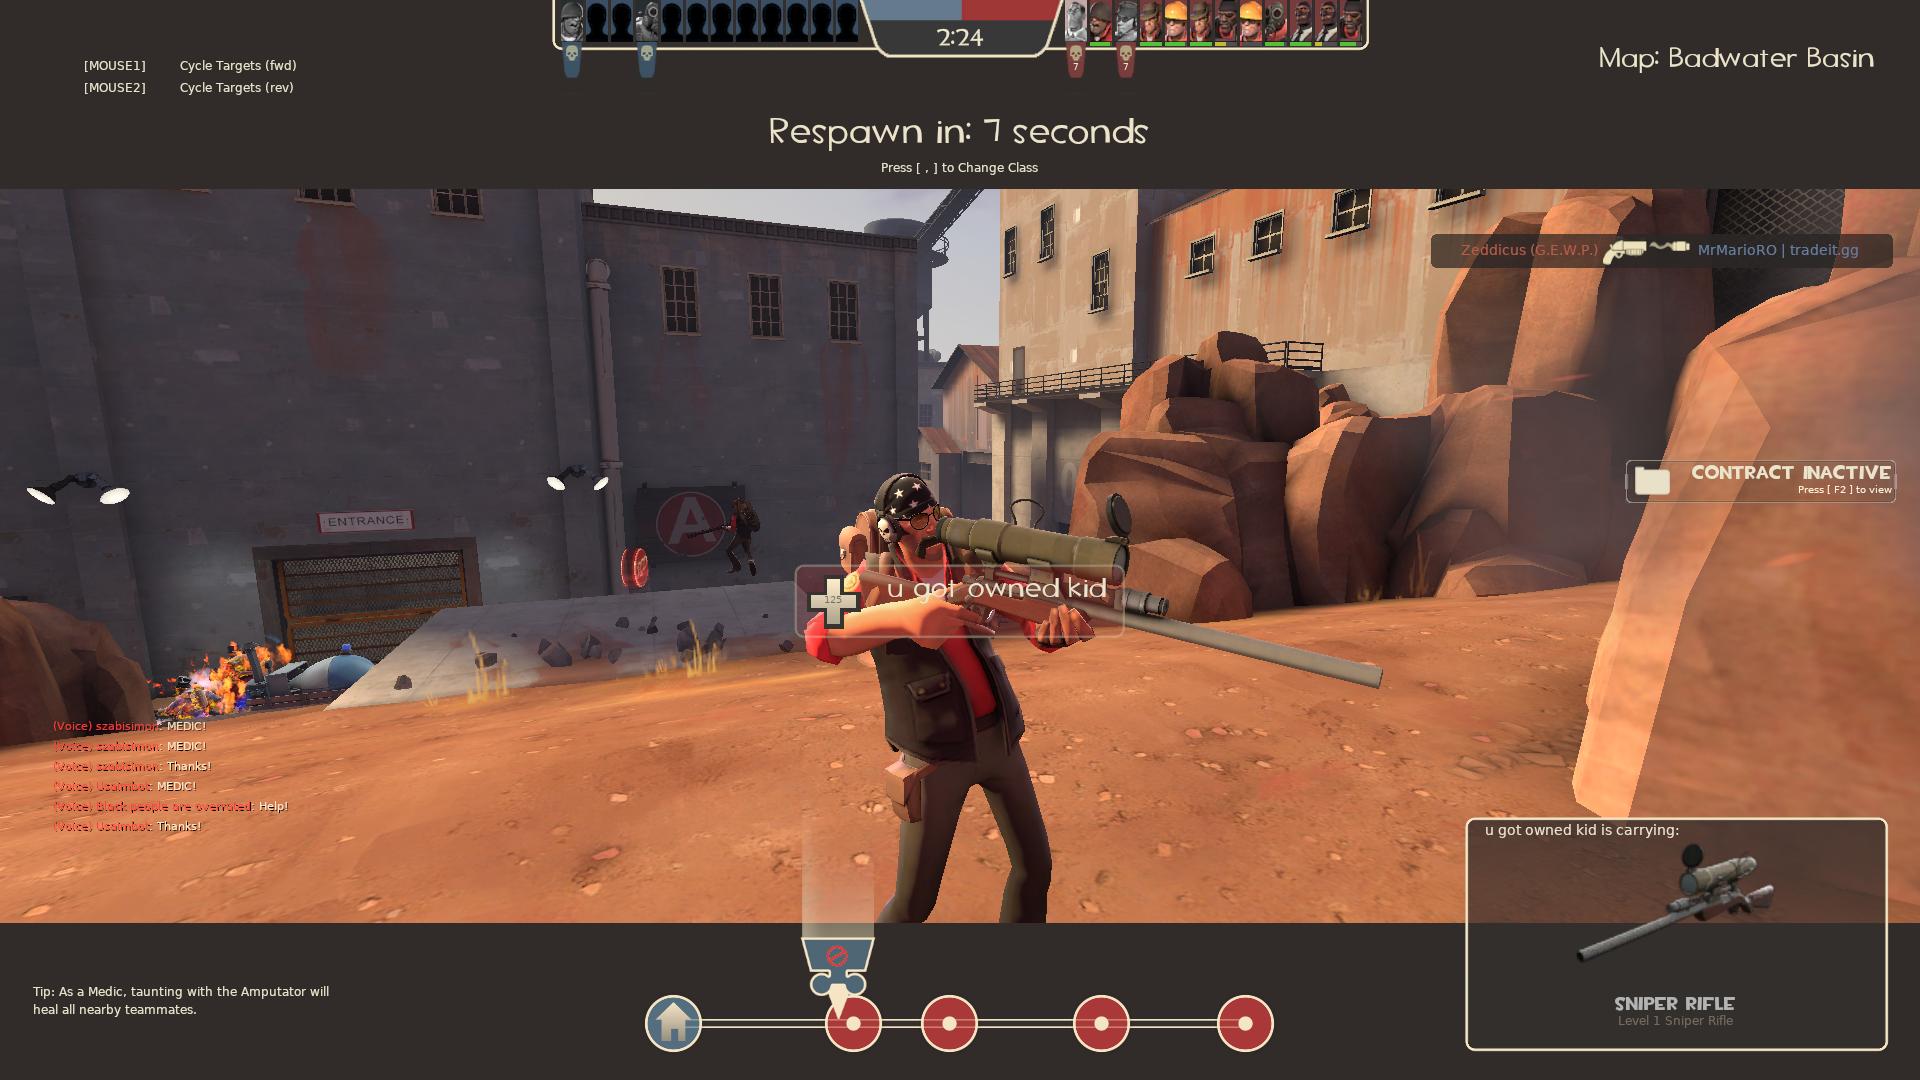 2:24
7
7
[MOUSE1] Cycle Targets (fwd)
[MOUSE2] Cycle Targets (rev)
Map: Badwater Basin
Respawn in: 7 seconds
Press [ , ] to Change Class
Zeddicus (G.E.W.P.) MrMarioRO | tradeit.gg
CONTRACT INACTIVE
Press [ F2 ] to view
ENTRANCE
A
125
u got owned kid
(Voice) szabisimon: MEDIC!
(Voice) szabisimon: MEDIC!
(Voice) szabisimon: Thanks!
(Voice) Usaimbot: MEDIC!
(Voice) Black people are overrated: Help!
(Voice) Usaimbot: Thanks!
u got owned kid is carrying:
SNIPER RIFLE
Level 1 Sniper Rifle
Tip: As a Medic, taunting with the Amputator will
heal all nearby teammates.